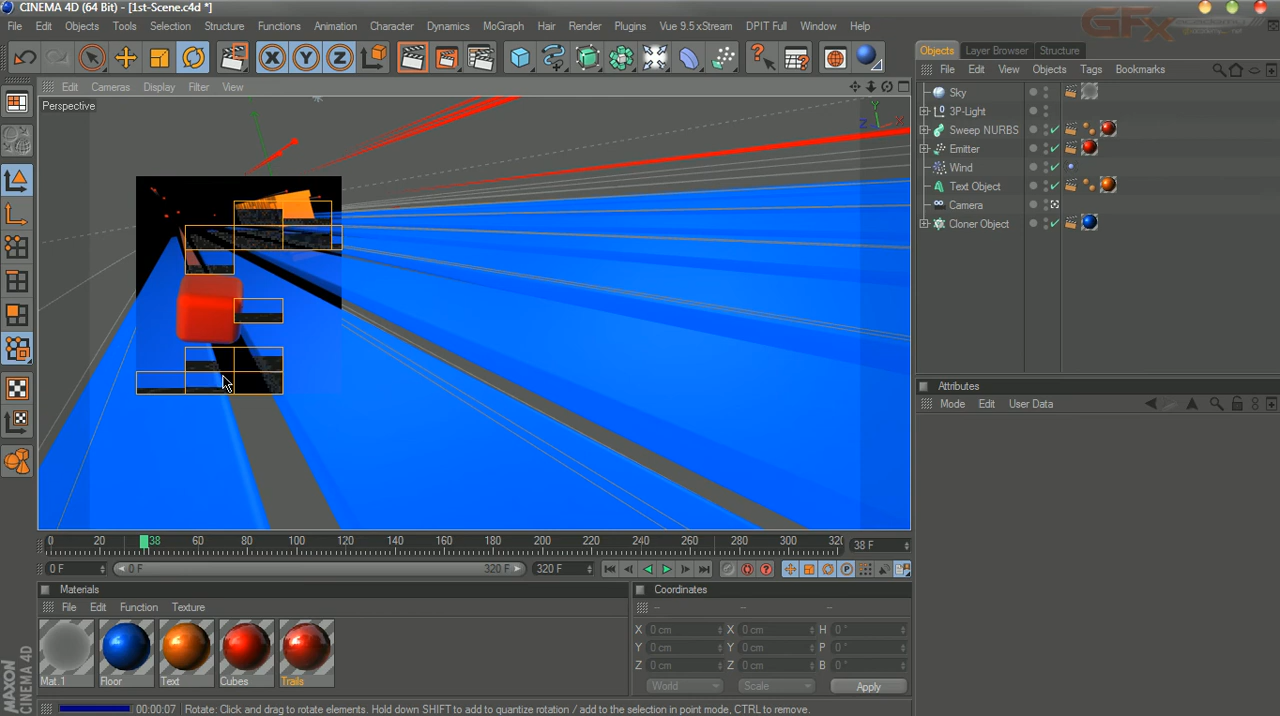 CINEMA 4D (64 Bit) - [1st-Scene.c4d *]
File Edit Objects Tools Selection Structure Functions Animation Character Dynamics MoGraph Hair Render Plugins Vue 9.5 xStream DPIT Full Window Help
GFx
Objects Layer Browser Structure
File Edit View Objects Tags Bookmarks
Edit Cameras Display Filter View
Perspective
Y
Z
X
Sky
3P-Light
Sweep NURBS
Emitter
Wind
Text Object
Camera
Cloner Object
Attributes
Mode Edit User Data
0 20 38 60 80 100 120 140 160 180 200 220 240 260 280 300 32
38 F
0 F 0 F 320 F 320 F
Materials
File Edit Function Texture
Mat.1 Floor Text Cubes Trails
Coordinates
-- -- --
X 0 cm X 0 cm H 0 °
Y 0 cm Y 0 cm P 0 °
Z 0 cm Z 0 cm B 0 °
World Scale Apply
MAXON
CINEMA 4D
00:00:07 Rotate: Click and drag to rotate elements. Hold down SHIFT to add to quantize rotation / add to the selection in point mode, CTRL to remove.